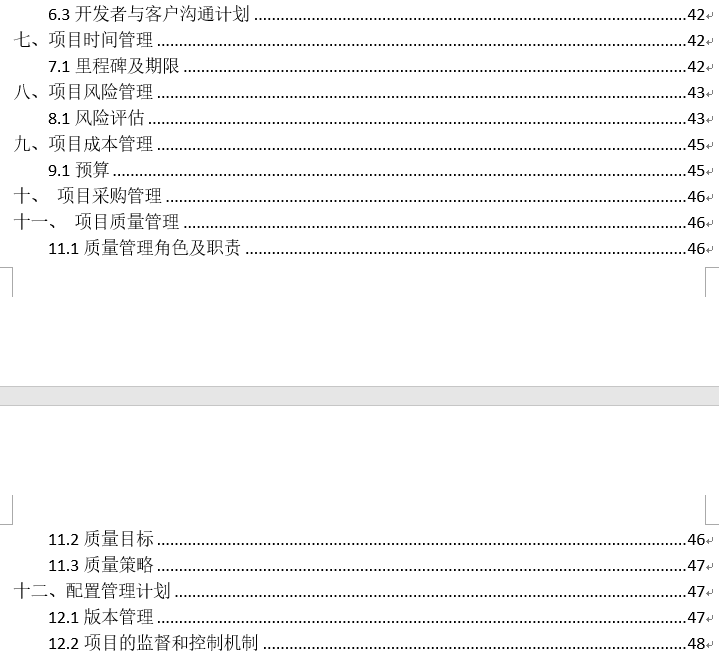 6.3 开发者与客户沟通计划 42
七、项目时间管理 42
7.1 里程碑及期限 42
八、项目风险管理 43
8.1 风险评估 43
九、项目成本管理 45
9.1 预算 45
十、 项目采购管理 46
十一、 项目质量管理 46
11.1 质量管理角色及职责 46
11.2 质量目标 46
11.3 质量策略 47
十二、配置管理计划 47
12.1 版本管理 47
12.2 项目的监督和控制机制 48